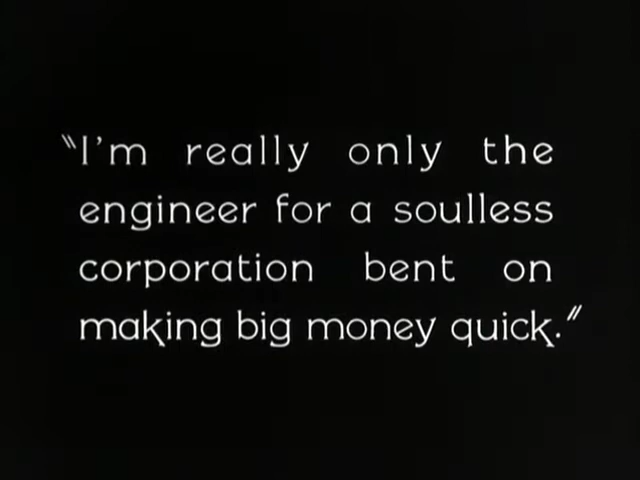 "I'm really only the
engineer for a soulless
corporation bent on
making big money quick."